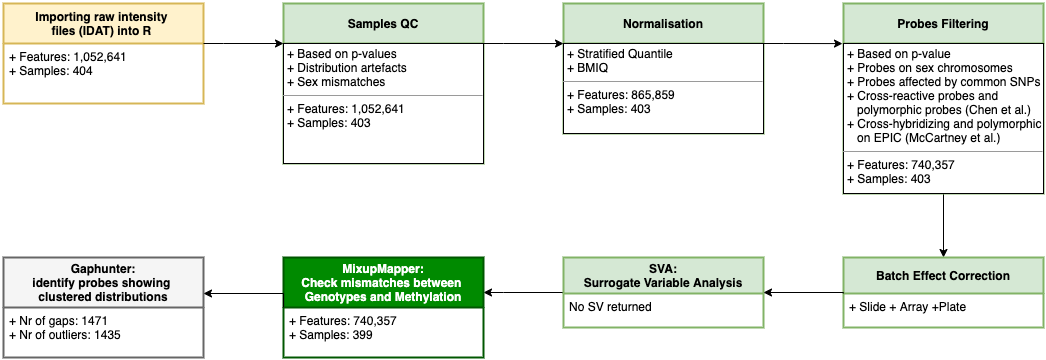 Importing raw intensity
files (IDAT) into R
+ Features: 1,052,641
+ Samples: 404
Samples QC
+ Based on p-values
+ Distribution artefacts
+ Sex mismatches
+ Features: 1,052,641
+ Samples: 403
Normalisation
+ Stratified Quantile
+ BMIQ
+ Features: 865,859
+ Samples: 403
Probes Filtering
+ Based on p-value
+ Probes on sex chromosomes
+ Probes affected by common SNPs
+ Cross-reactive probes and
polymorphic probes (Chen et al.)
+ Cross-hybridizing and polymorphic
on EPIC (McCartney et al.)
+ Features: 740,357
+ Samples: 403
Batch Effect Correction
+ Slide + Array +Plate
SVA:
Surrogate Variable Analysis
No SV returned
MixupMapper:
Check mismatches between
Genotypes and Methylation
+ Features: 740,357
+ Samples: 399
Gaphunter:
identify probes showing
clustered distributions
+ Nr of gaps: 1471
+ Nr of outliers: 1435